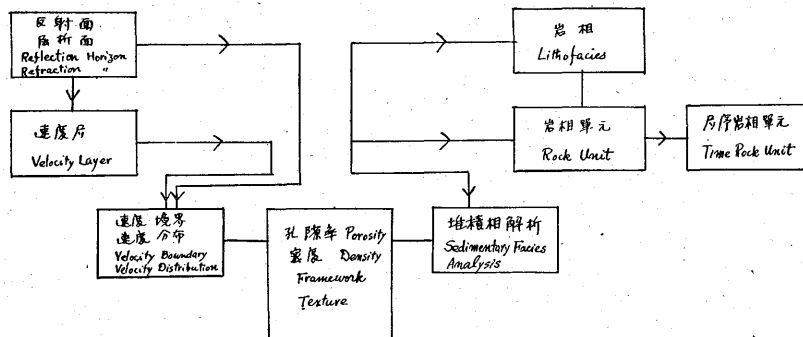 反射面
屈折面
Reflection Horizon
Refraction "
速度層
Velocity Layer
速度境界
速度分布
Velocity Boundary
Velocity Distribution
孔隙率 Porosity
密度 Density
Framework
Texture
岩相
Lithofacies
岩相單元
Rock Unit
層序岩相單元
Time Rock Unit
堆積相解析
Sedimentary Facies
Analysis